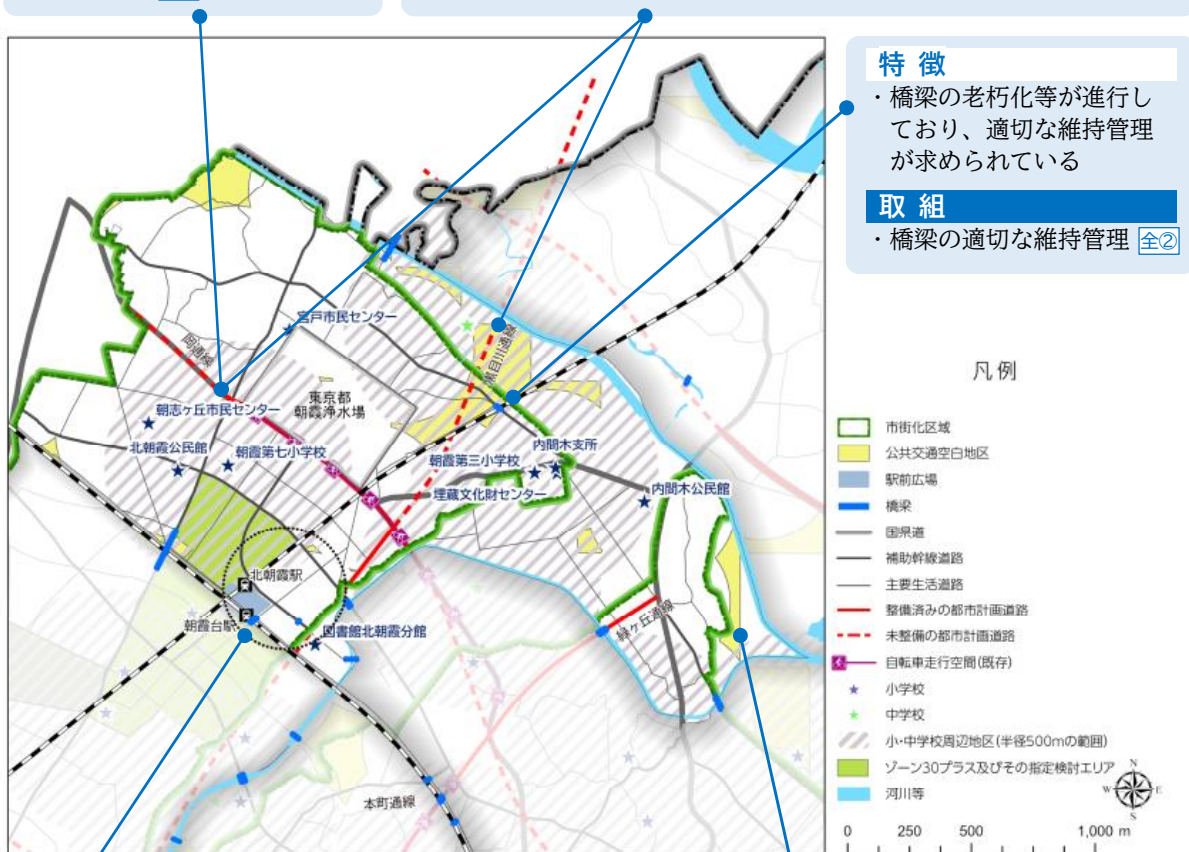 特 徴
・橋梁の老朽化等が進行し
ており、適切な維持管理
が求められている
取 組
・橋梁の適切な維持管理 全②
宮戸市民センター
岡通線
黒目川通線
東京都
朝霞浄水場
朝志ケ丘市民センター
北朝霞公民館
朝霞第七小学校
朝霞第三小学校
内間木支所
埋蔵文化財センター
内間木公民館
北朝霞駅
朝霞台駅
図書館北朝霞分館
緑ヶ丘通線
本町通線
凡例
市街化区域
公共交通空白地区
駅前広場
橋梁
国県道
補助幹線道路
主要生活道路
整備済みの都市計画道路
未整備の都市計画道路
自転車走行空間(既存)
小学校
中学校
小・中学校周辺地区(半径500mの範囲)
ゾーン30プラス及びその指定検討エリア
河川等
N
W E
S
0 250 500 1,000 m